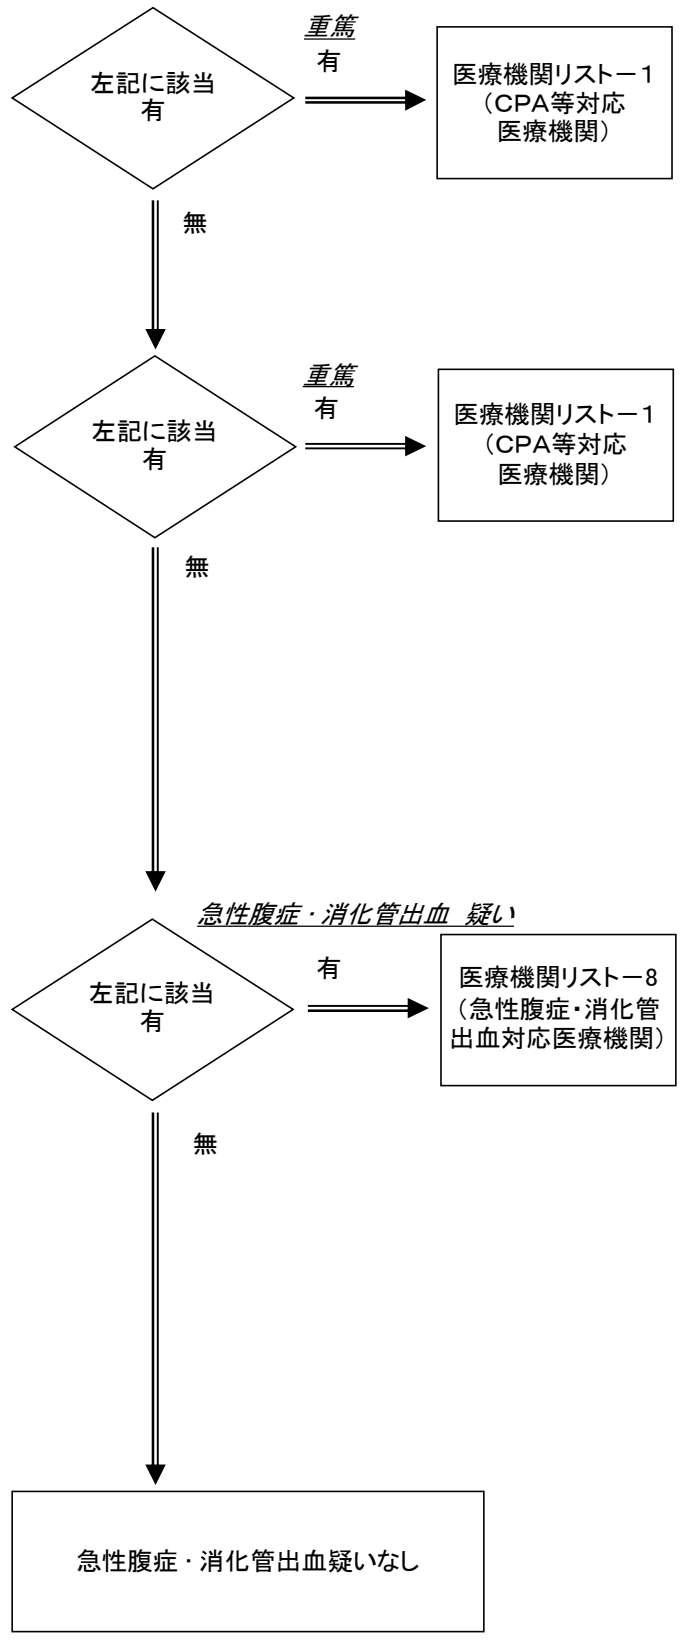 重篤
有
左記に該当
有
医療機関リスト－１
（ＣＰＡ等対応
医療機関）
無
重篤
有
左記に該当
有
医療機関リスト－１
（ＣＰＡ等対応
医療機関）
無
急性腹症・消化管出血　疑い
有
左記に該当
有
医療機関リスト－8
（急性腹症・消化管
出血対応医療機関）
無
急性腹症・消化管出血疑いなし